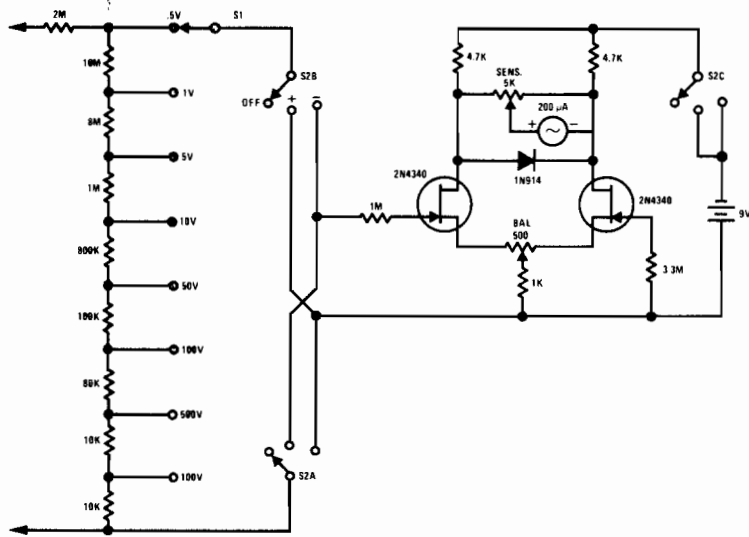 2M
.5V
S1
10M
1V
8M
5V
1M
10V
800K
50V
100K
100V
80K
500V
10K
100V
10K
S2B
OFF
+
−
S2A
1M
4.7K
4.7K
SENS.
5K
200 µA
+
−
1N914
2N4340
2N4340
BAL
500
1K
3.3M
S2C
9V